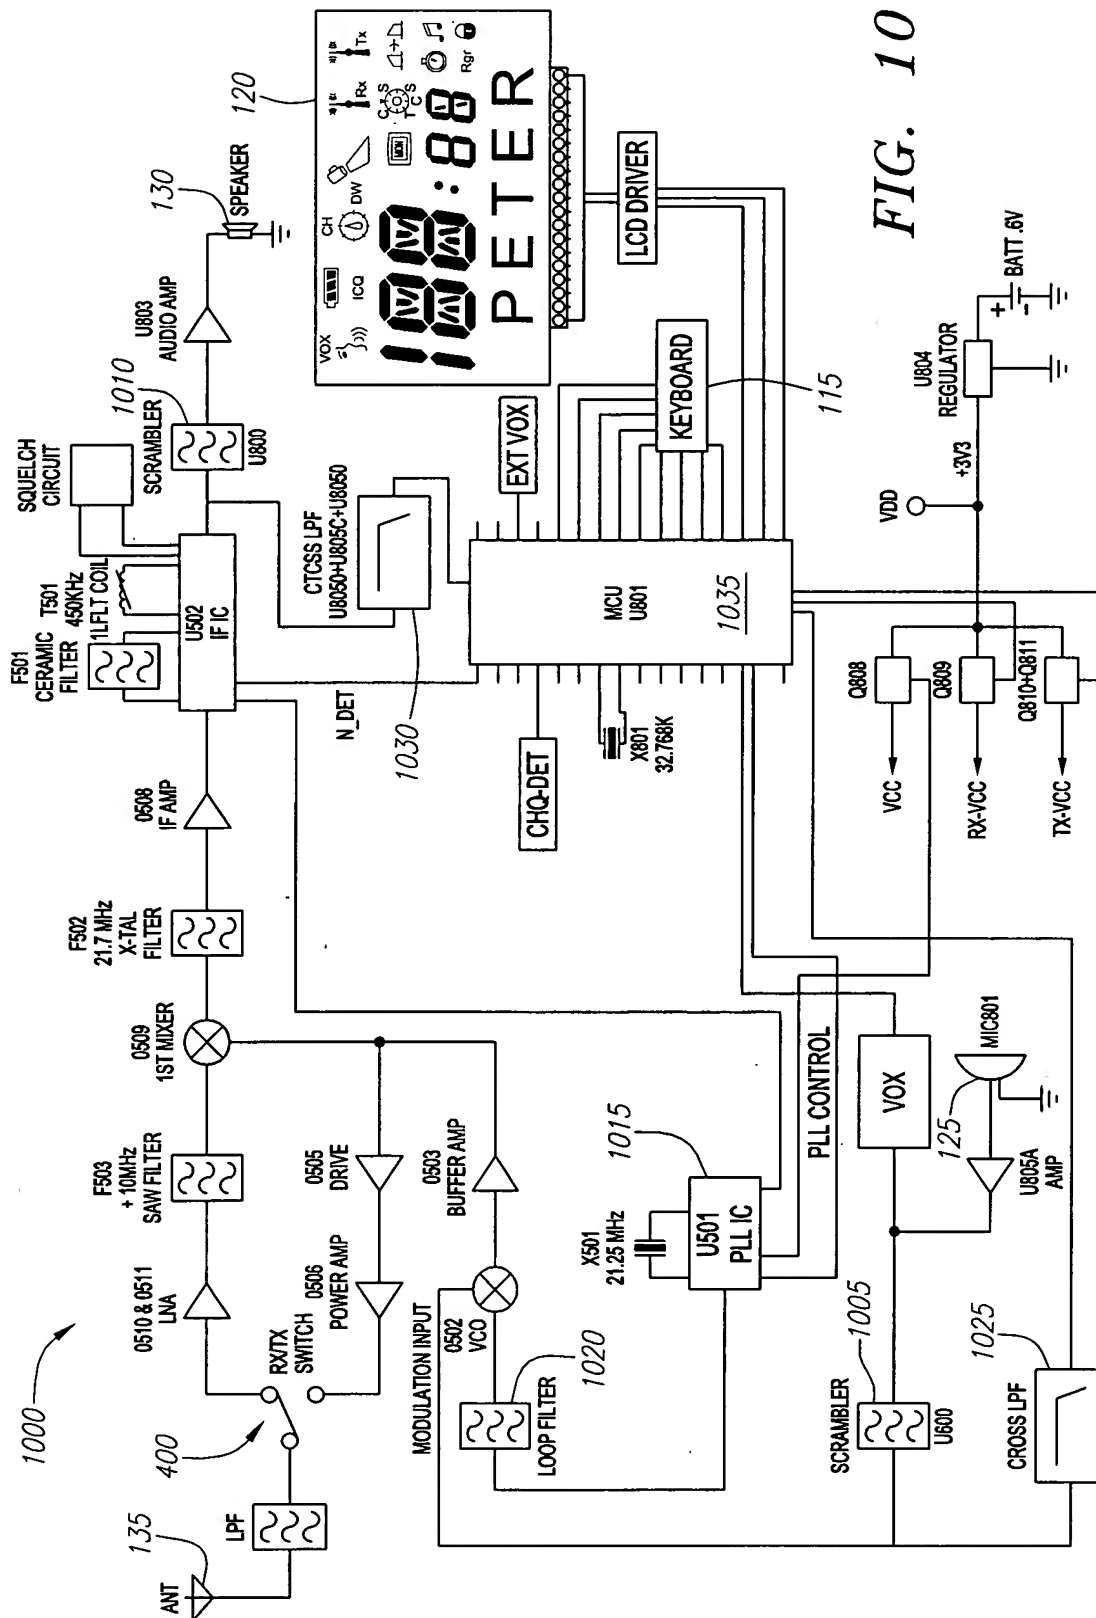 1000
135
ANT
LPF
400
RX/TX
SWITCH
0510 & 0511
LNA
F503
+ 10MHz
SAW FILTER
0509
1ST MIXER
F502
21.7 MHz
X-TAL
FILTER
0508
IF AMP
F501
CERAMIC
FILTER
T501
450KHz
1LFLT COIL
U502
IF IC
SQUELCH
CIRCUIT
SCRAMBLER
1010
U800
U803
AUDIO AMP
130
SPEAKER
0506
POWER AMP
0505
DRIVE
MODULATION INPUT
0502
VCO
0503
BUFFER AMP
1020
LOOP FILTER
X501
21.25 MHz
1015
U501
PLL IC
PLL CONTROL
N_DET
1030
CTCSS LPF
U8050+U805C+U8050
CHQ-DET
EXT VOX
X801
32.768K
MCU
U801
1035
KEYBOARD
115
LCD DRIVER
120
VOX
ICQ
CH
DW
Rx
Tx
MON
C
T
C
S
S
Rgr
88
PETER
SCRAMBLER
1005
U600
VOX
125
MIC801
U805A
AMP
CROSS LPF
1025
VCC
RX-VCC
TX-VCC
Q808
Q809
Q810+Q811
VDD
+3V3
U804
REGULATOR
+
-
BATT .6V
FIG. 10